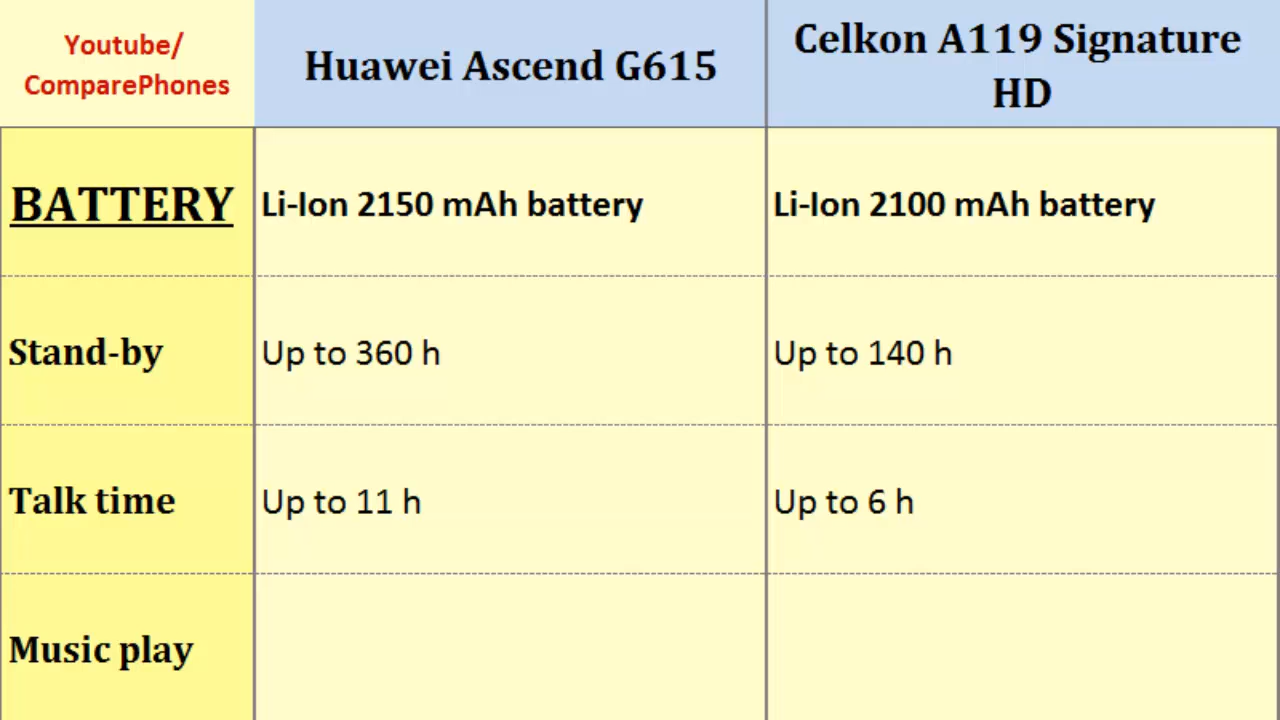 Youtube/
ComparePhones
Huawei Ascend G615
Celkon A119 Signature
HD
BATTERY
Li-Ion 2150 mAh battery
Li-Ion 2100 mAh battery
Stand-by
Up to 360 h
Up to 140 h
Talk time
Up to 11 h
Up to 6 h
Music play